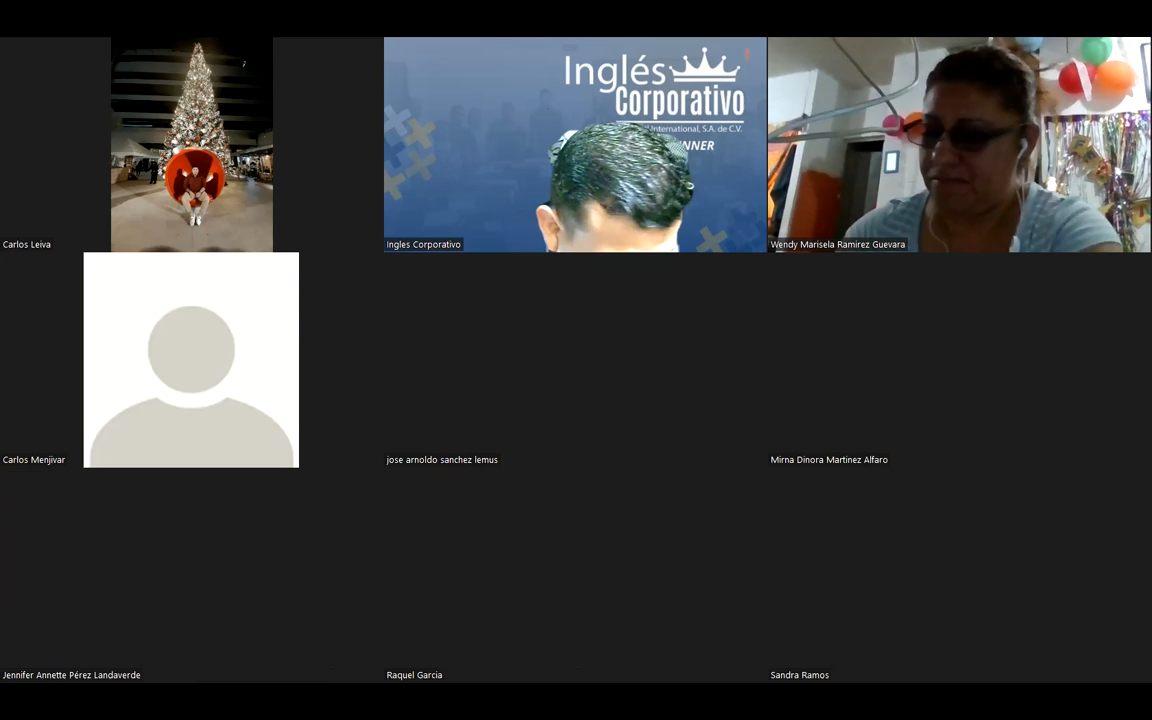 Inglés
Corporativo
International, S.A. de C.V.
NNER
Carlos Leiva
Ingles Corporativo
Wendy Marisela Ramirez Guevara
Carlos Menjivar
jose arnoldo sanchez lemus
Mirna Dinora Martinez Alfaro
Jennifer Annette Pérez Landaverde
Raquel Garcia
Sandra Ramos